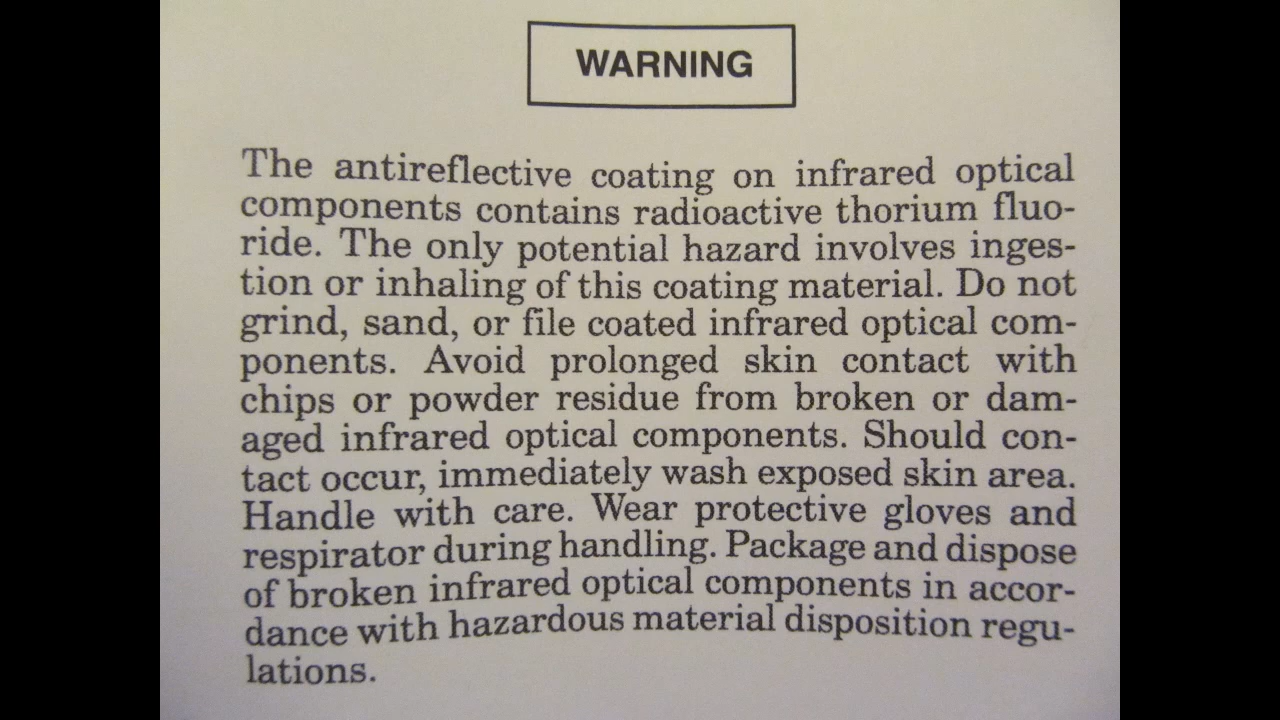 WARNING
The antireflective coating on infrared optical
components contains radioactive thorium fluo-
ride. The only potential hazard involves inges-
tion or inhaling of this coating material. Do not
grind, sand, or file coated infrared optical com-
ponents. Avoid prolonged skin contact with
chips or powder residue from broken or dam-
aged infrared optical components. Should con-
tact occur, immediately wash exposed skin area.
Handle with care. Wear protective gloves and
respirator during handling. Package and dispose
of broken infrared optical components in accor-
dance with hazardous material disposition regu-
lations.